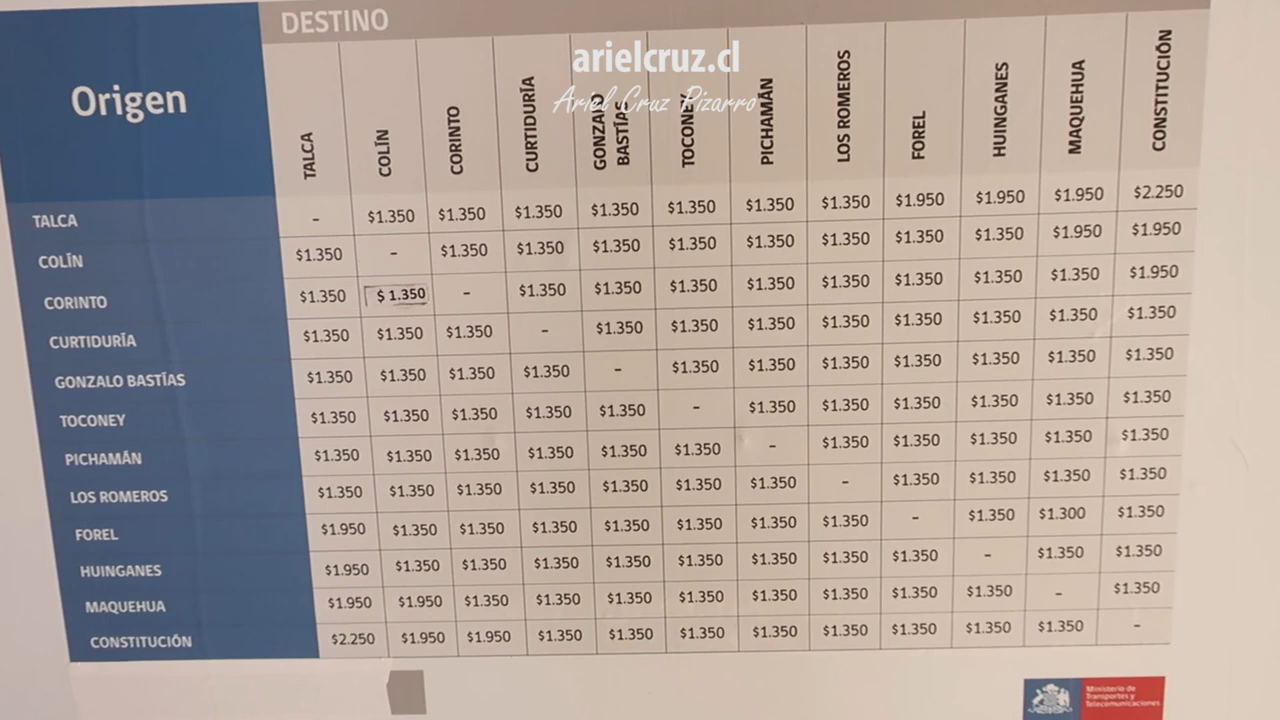 DESTINO
arielcruz.cl
Ariel Cruz Pizarro
Origen
TALCA COLÍN CORINTO CURTIDURÍA GONZALO BASTÍAS TOCONEY PICHAMÁN LOS ROMEROS FOREL HUINGANES MAQUEHUA CONSTITUCIÓN
TALCA – $1.350 $1.350 $1.350 $1.350 $1.350 $1.350 $1.350 $1.950 $1.950 $1.950 $2.250
COLÍN $1.350 – $1.350 $1.350 $1.350 $1.350 $1.350 $1.350 $1.350 $1.350 $1.950 $1.950
CORINTO $1.350 $ 1.350 – $1.350 $1.350 $1.350 $1.350 $1.350 $1.350 $1.350 $1.350 $1.950
CURTIDURÍA $1.350 $1.350 $1.350 – $1.350 $1.350 $1.350 $1.350 $1.350 $1.350 $1.350 $1.350
GONZALO BASTÍAS $1.350 $1.350 $1.350 $1.350 – $1.350 $1.350 $1.350 $1.350 $1.350 $1.350 $1.350
TOCONEY $1.350 $1.350 $1.350 $1.350 $1.350 – $1.350 $1.350 $1.350 $1.350 $1.350 $1.350
PICHAMÁN $1.350 $1.350 $1.350 $1.350 $1.350 $1.350 – $1.350 $1.350 $1.350 $1.350 $1.350
LOS ROMEROS $1.350 $1.350 $1.350 $1.350 $1.350 $1.350 $1.350 – $1.350 $1.350 $1.350 $1.350
FOREL $1.950 $1.350 $1.350 $1.350 $1.350 $1.350 $1.350 $1.350 – $1.350 $1.300 $1.350
HUINGANES $1.950 $1.350 $1.350 $1.350 $1.350 $1.350 $1.350 $1.350 $1.350 – $1.350 $1.350
MAQUEHUA $1.950 $1.950 $1.350 $1.350 $1.350 $1.350 $1.350 $1.350 $1.350 $1.350 – $1.350
CONSTITUCIÓN $2.250 $1.950 $1.950 $1.350 $1.350 $1.350 $1.350 $1.350 $1.350 $1.350 $1.350 –
Ministerio de
Transportes y
Telecomunicaciones